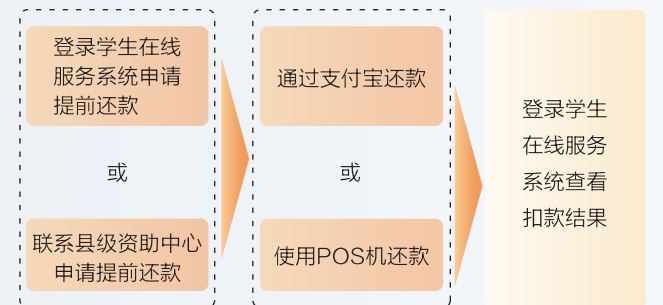 登录学生在线
服务系统申请
提前还款
或
联系县级资助中心
申请提前还款
通过支付宝还款
或
使用POS机还款
登录学生
在线服务
系统查看
扣款结果